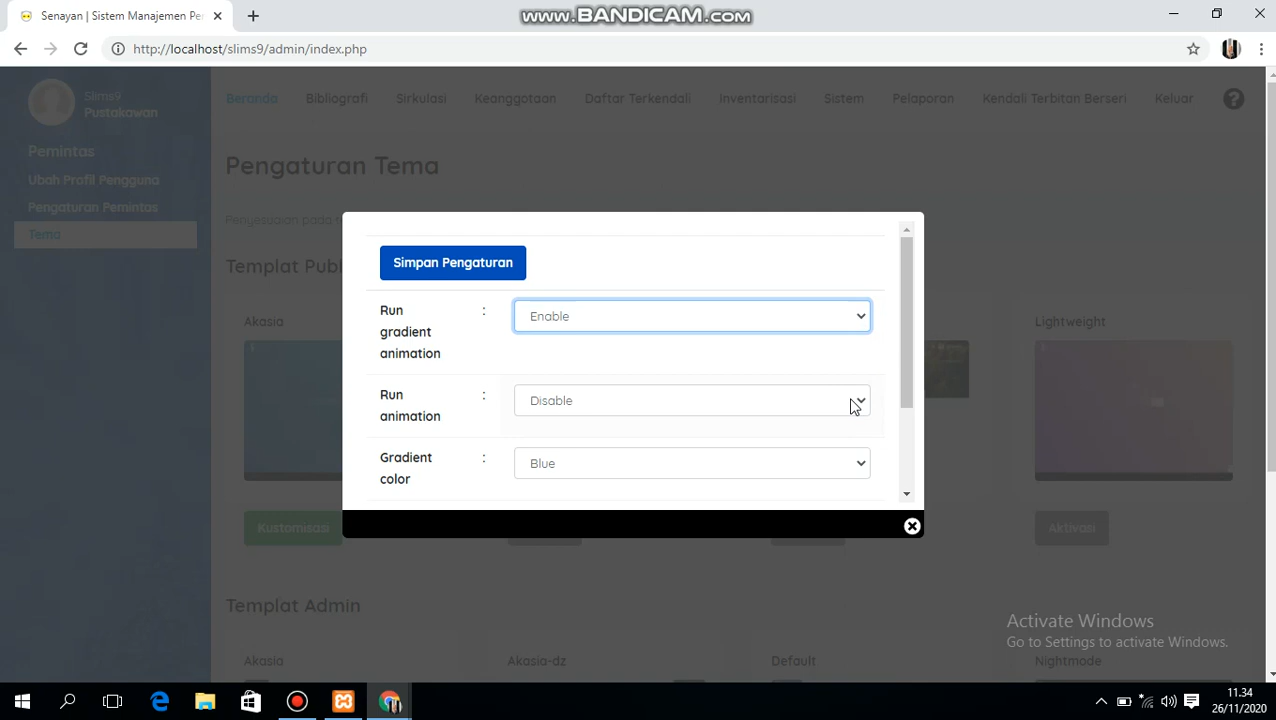 Senayan | Sistem Manajemen Pe
www.BANDICAM.com
http://localhost/slims9/admin/index.php
Slims9
Pustakawan
Beranda
Bibliografi
Sirkulasi
Keanggotaan
Daftar Terkendali
Inventarisasi
Sistem
Pelaporan
Kendali Terbitan Berseri
Keluar
?
Pemintas
Ubah Profil Pengguna
Pengaturan Pemintas
Tema
Pengaturan Tema
Penyesuaian pada
Templat Pub
Akasia
Lightweight
Simpan Pengaturan
Run gradient animation : Enable
Run animation : Disable
Gradient color : Blue
Kustomisasi
Aktivasi
Templat Admin
Akasia
Akasia-dz
Default
Nightmode
Activate Windows
Go to Settings to activate Windows.
11.34
26/11/2020